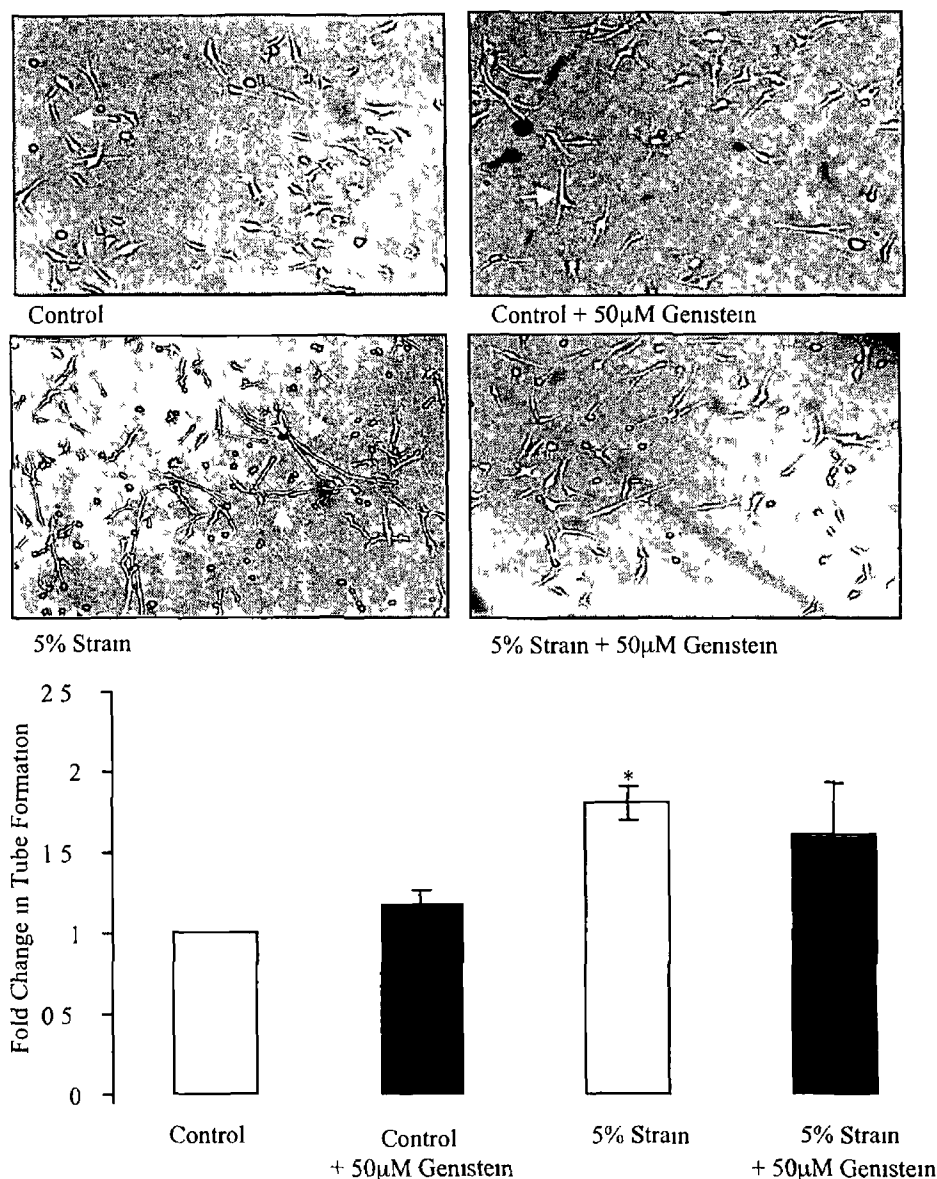 Control
Control + 50μM Genistein
5% Strain
5% Strain + 50μM Genistein
Fold Change in Tube Formation
2 5
2
1 5
1
0 5
0
*
Control
Control
+ 50μM Genistein
5% Strain
5% Strain
+ 50μM Genistein